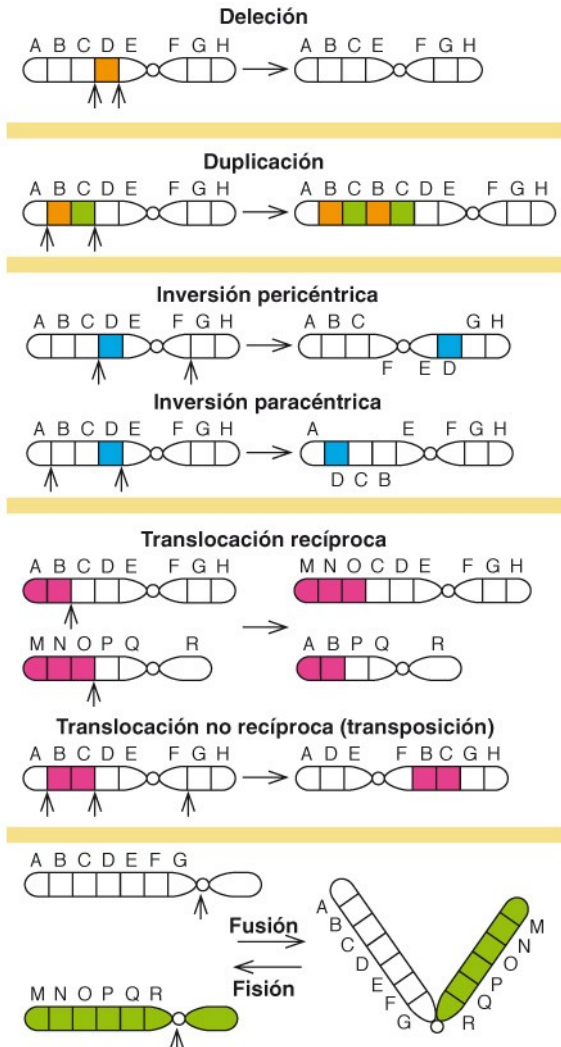 Deleción
A B C D E F G H
A B C E F G H
Duplicación
A B C D E F G H
A B C B C D E F G H
Inversión pericéntrica
A B C D E F G H
A B C G H
F E D
Inversión paracéntrica
A B C D E F G H
A E F G H
D C B
Translocación recíproca
A B C D E F G H
M N O C D E F G H
M N O P Q R
A B P Q R
Translocación no recíproca (transposición)
A B C D E F G H
A D E F B C G H
A B C D E F G
Fusión
Fisión
M N O P Q R
A B C D E F G
M N O P Q R